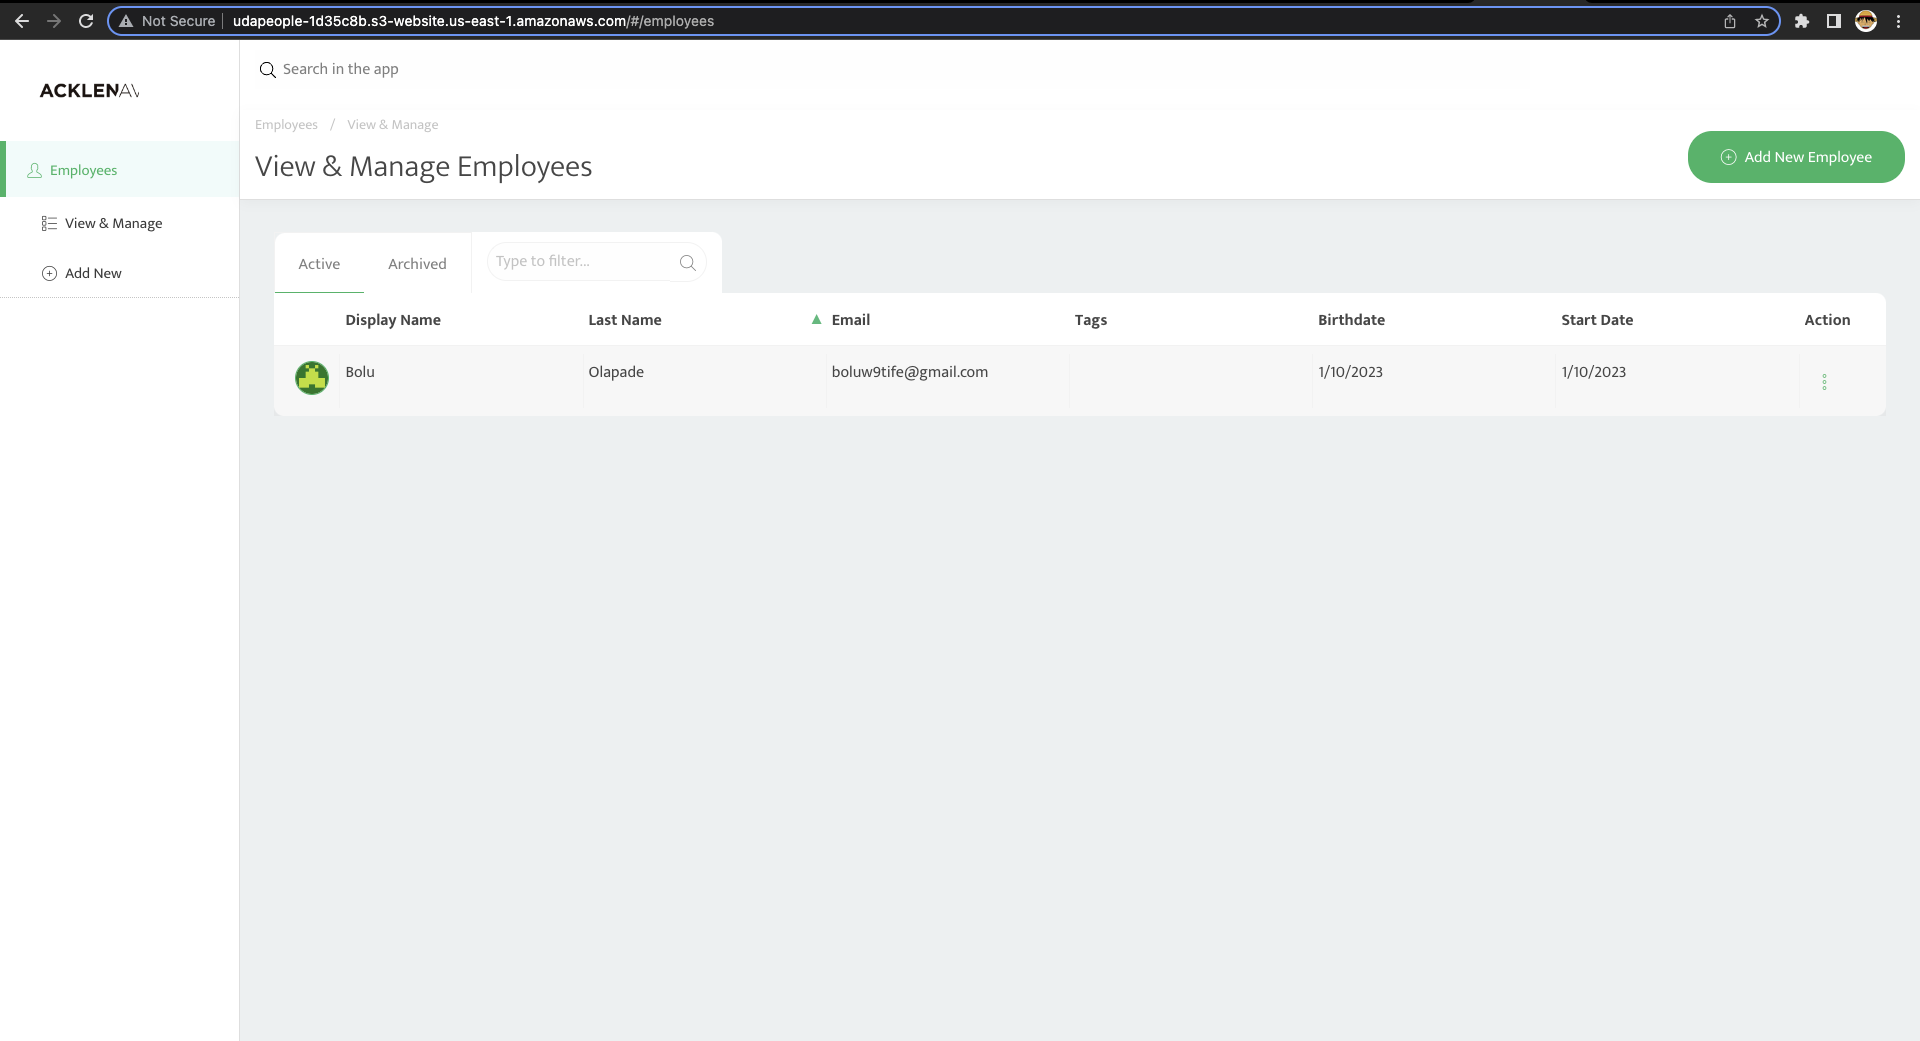 Not Secure udapeople-1d35c8b.s3-website.us-east-1.amazonaws.com/#/employees
ACKLENAV
Search in the app
Employees / View & Manage
View & Manage Employees
Add New Employee
Employees
View & Manage
Add New
Active Archived Type to filter...
Display Name Last Name Email Tags Birthdate Start Date Action
Bolu Olapade boluw9tife@gmail.com 1/10/2023 1/10/2023